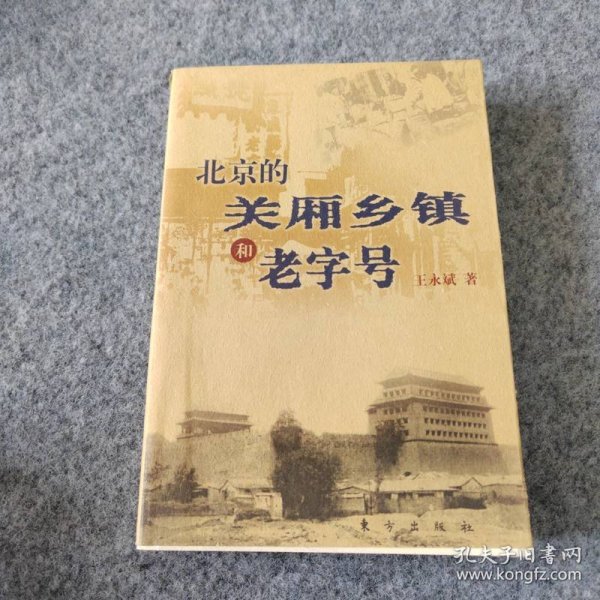 北京的
关厢乡镇
和
老字号
王永斌 著
东方出版社
孔夫子旧书网
www.kongfz.com